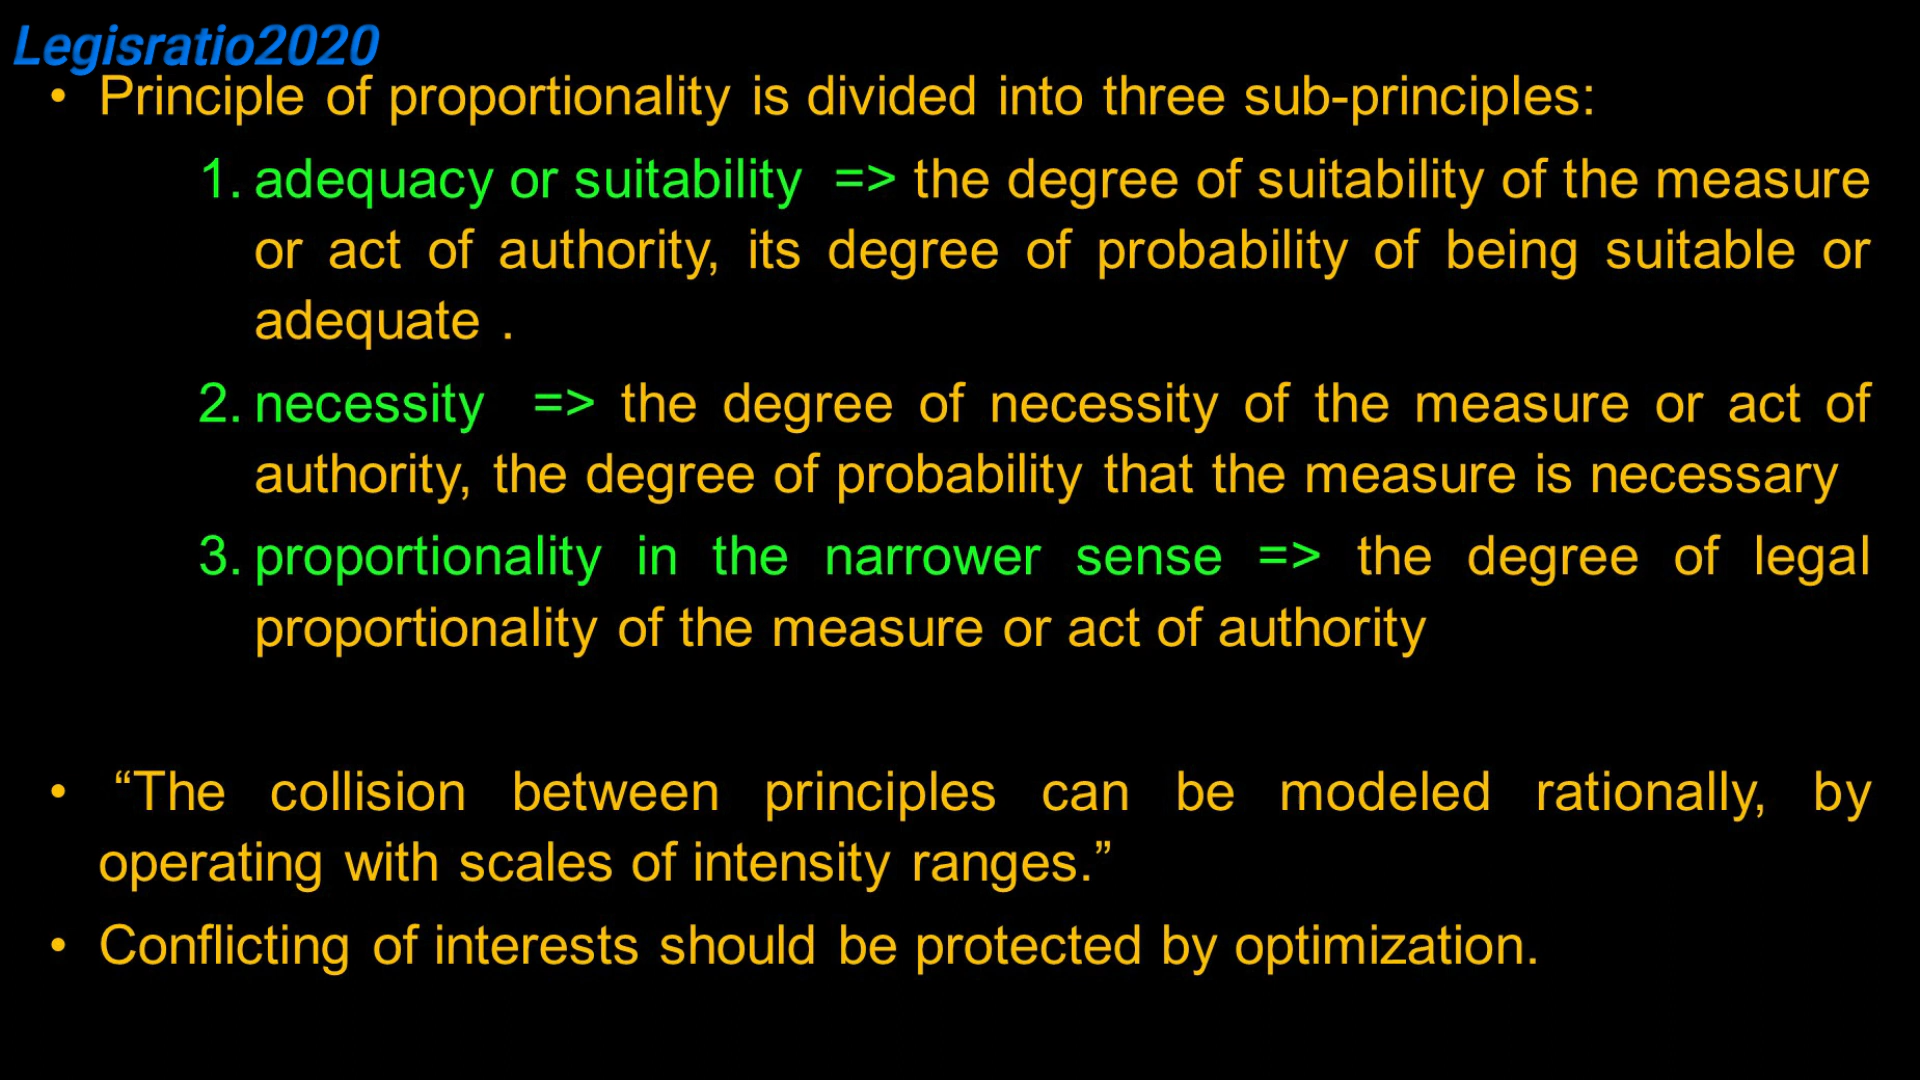 Legisratio2020
• Principle of proportionality is divided into three sub-principles:
1. adequacy or suitability => the degree of suitability of the measure
or act of authority, its degree of probability of being suitable or
adequate .
2. necessity => the degree of necessity of the measure or act of
authority, the degree of probability that the measure is necessary
3. proportionality in the narrower sense => the degree of legal
proportionality of the measure or act of authority
• “The collision between principles can be modeled rationally, by
operating with scales of intensity ranges.”
• Conflicting of interests should be protected by optimization.